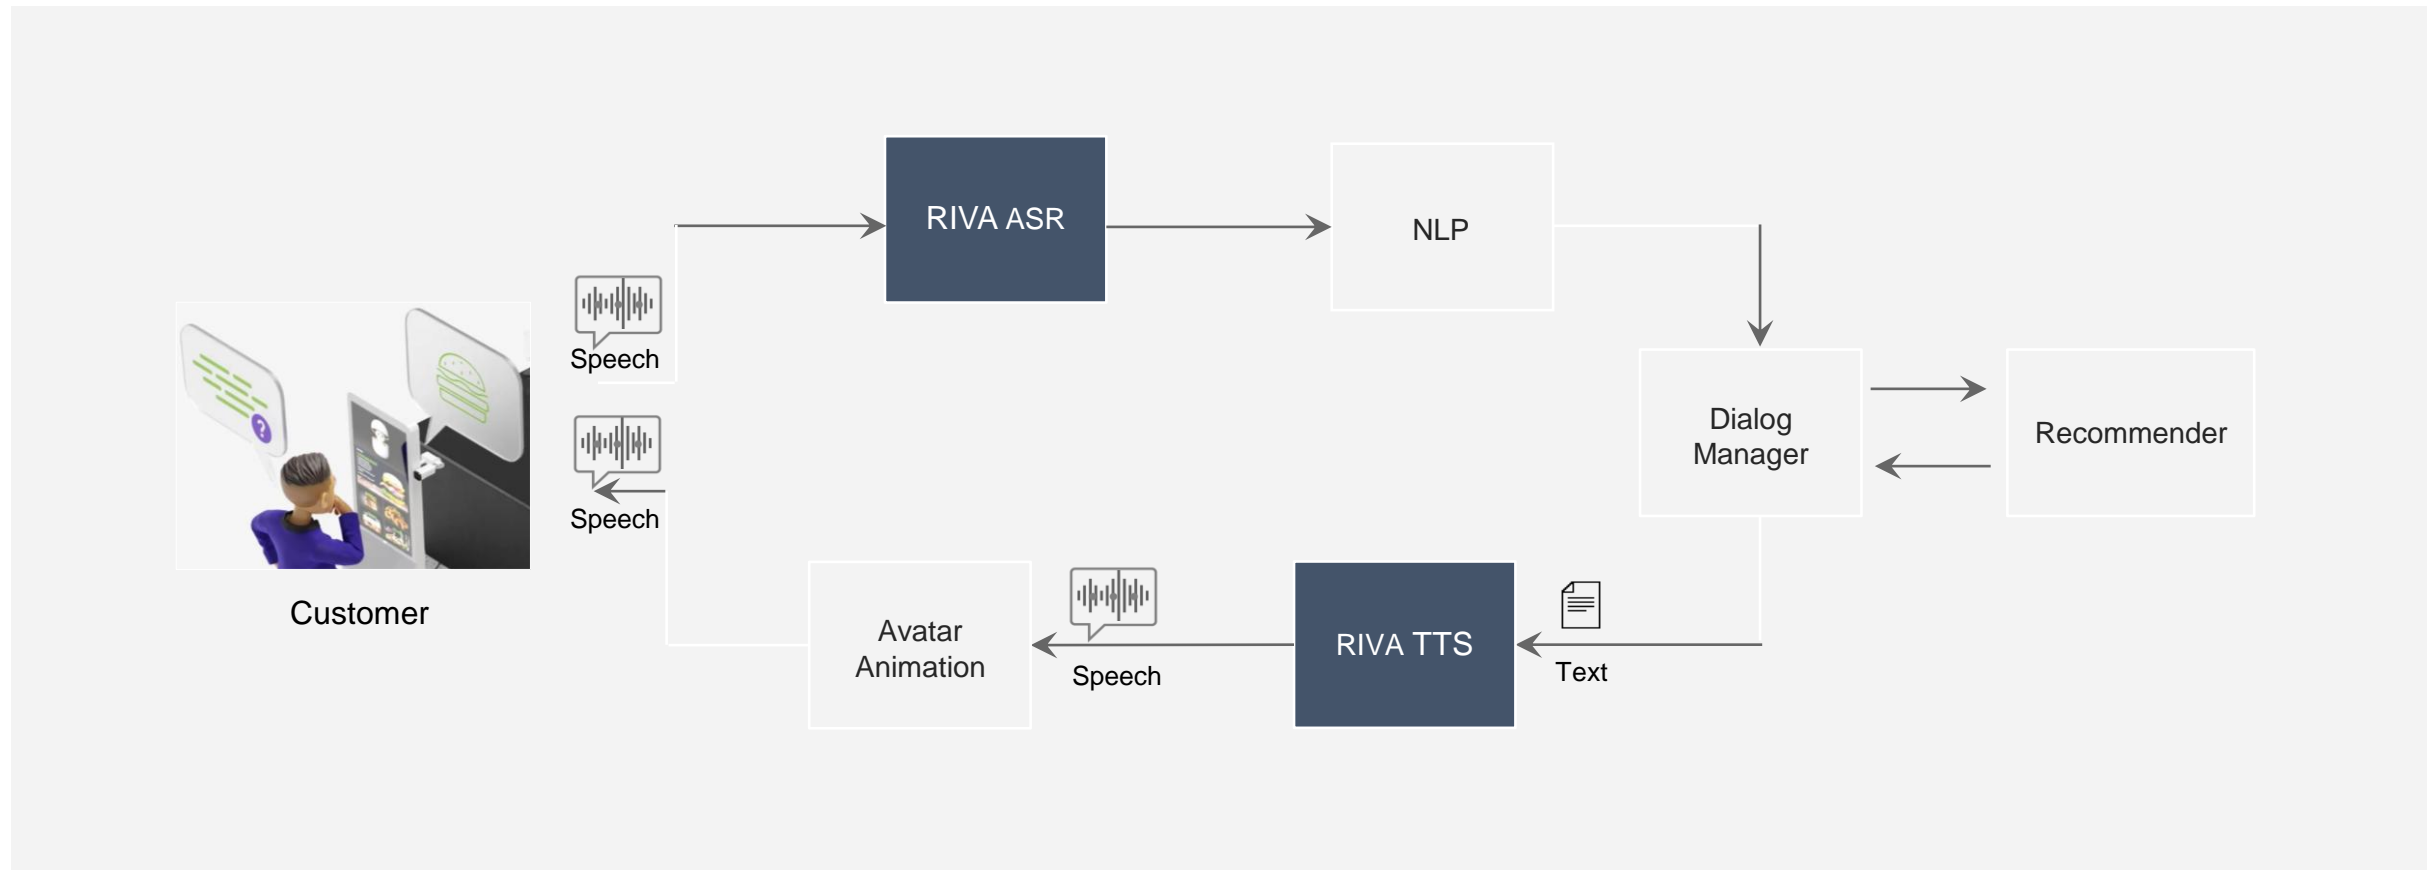 RIVA ASR
NLP
Speech
Dialog
Manager
Recommender
?
Speech
Customer
Avatar
Animation
Speech
RIVA TTS
Text